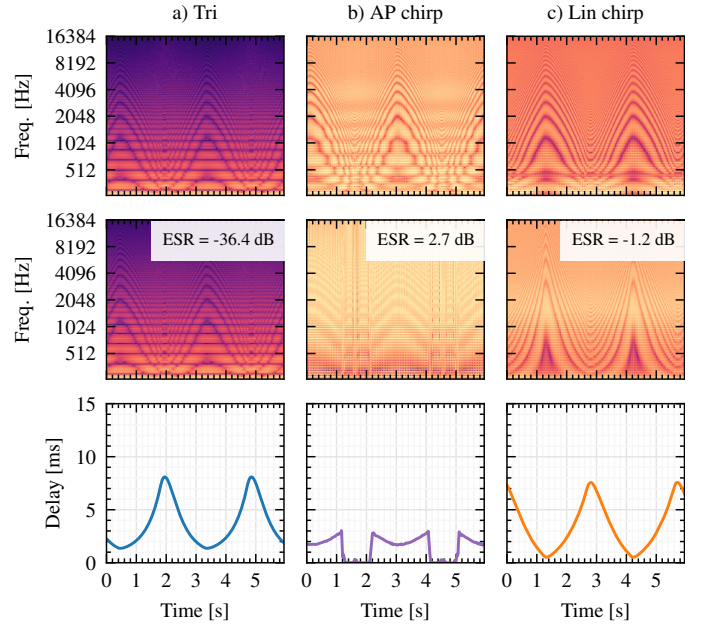 a) Tri b) AP chirp c) Lin chirp
Freq. [Hz]
16384
8192
4096
2048
1024
512
ESR = -36.4 dB ESR = 2.7 dB ESR = -1.2 dB
Freq. [Hz]
16384
8192
4096
2048
1024
512
Delay [ms]
15
10
5
0
0 1 2 3 4 5 0 1 2 3 4 5 0 1 2 3 4 5
Time [s] Time [s] Time [s]